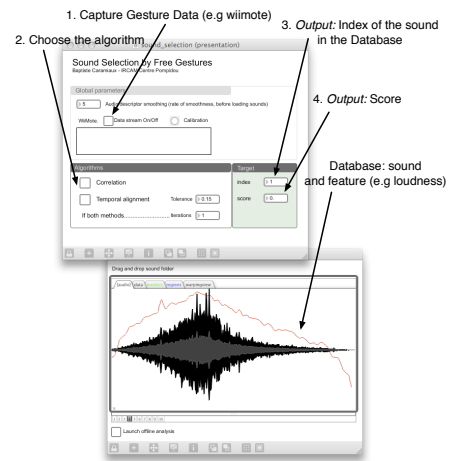 1. Capture Gesture Data (e.g wiimote)
2. Choose the algorithm
3. Output: Index of the sound
in the Database
sound_selection (presentation)
Sound Selection by Free Gestures
Baptiste Caramiaux - IRCAM Centre Pompidou
Global parameters
5 Audio descriptor smoothing (rate of smoothness, before loading sounds)
4. Output: Score
WiiMote. Data stream On/Off Calibration
Algorithms
Target
Correlation
index 1
Temporal alignment Tolerance 0.15
score 0.
If both methods............ Iterations 1
Database: sound
and feature (e.g loudness)
Drag and drop sound folder
(audio) data markers regions warpingtime
Launch offline analysis